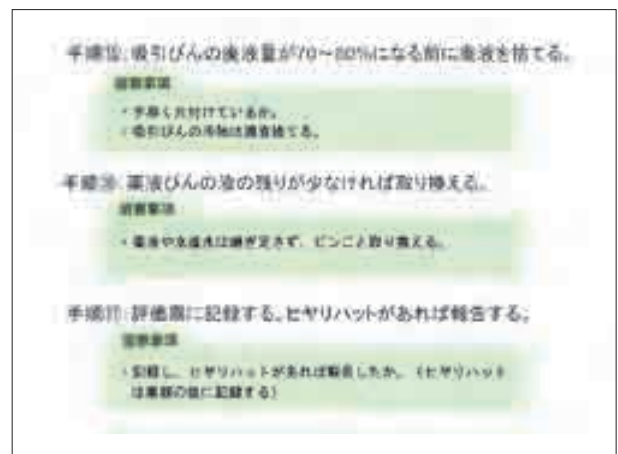 手順⑮:吸引びんの廃液量が70~80%になる前に廃液を捨てる。
留意事項
・手早く片付けているか。
・吸引びんの汚物は適宜捨てる。
手順⑯:薬液びんの液の残りが少なければ取り換える。
留意事項
・薬液や水道水は継ぎ足さず、ビンごと取り換える。
手順⑰:評価票に記録する。ヒヤリハットがあれば報告する。
留意事項
・記録し、ヒヤリハットがあれば報告したか。(ヒヤリハット
は業務の後に記録する)